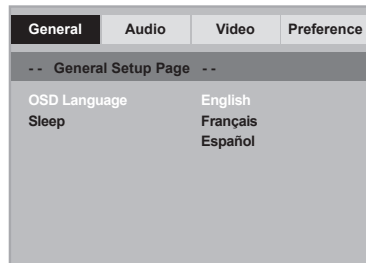 General Audio Video Preference
- - General Setup Page - -
OSD Language English
Sleep Français
Español